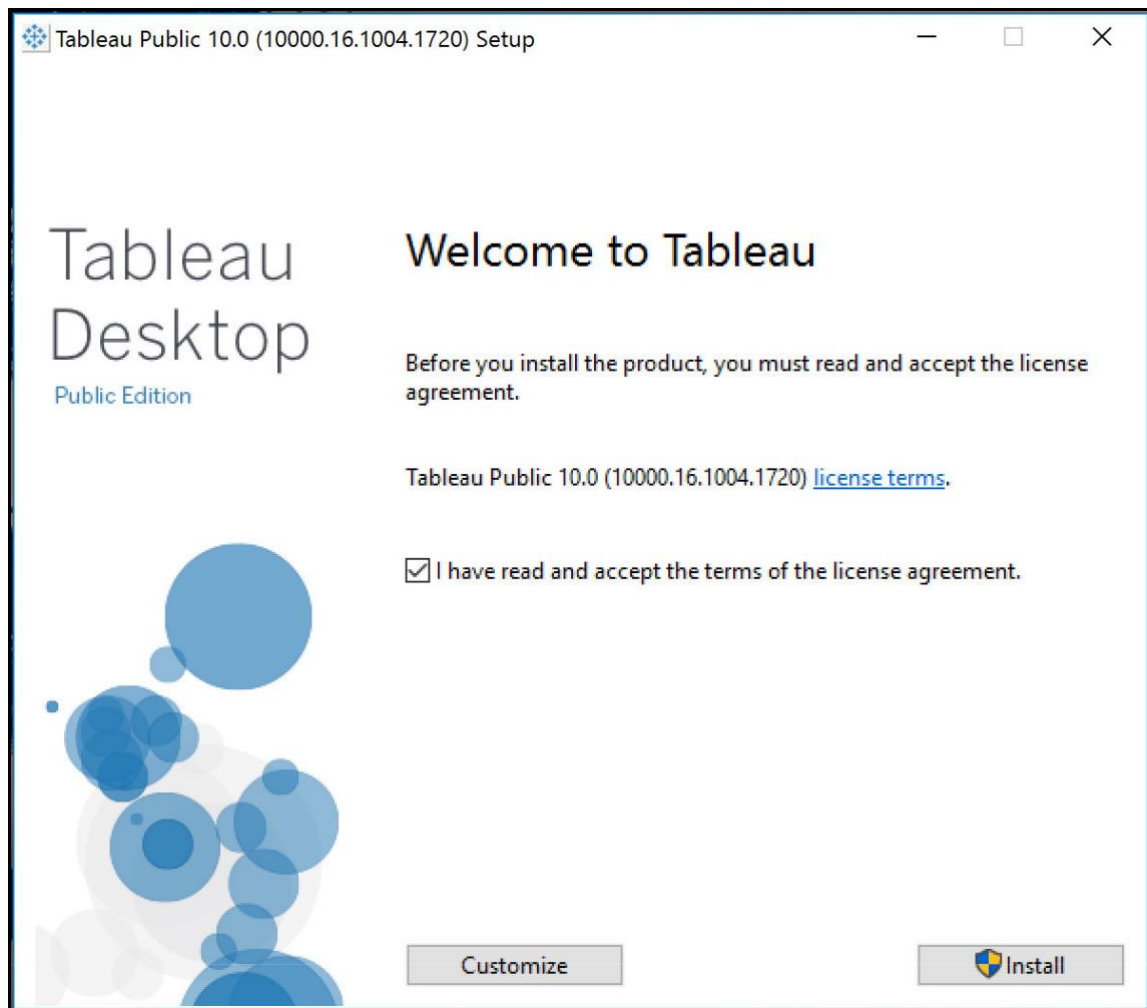 Tableau Public 10.0 (10000.16.1004.1720) Setup
Tableau
Desktop
Public Edition
Welcome to Tableau
Before you install the product, you must read and accept the license
agreement.
Tableau Public 10.0 (10000.16.1004.1720) license terms.
I have read and accept the terms of the license agreement.
Customize
Install